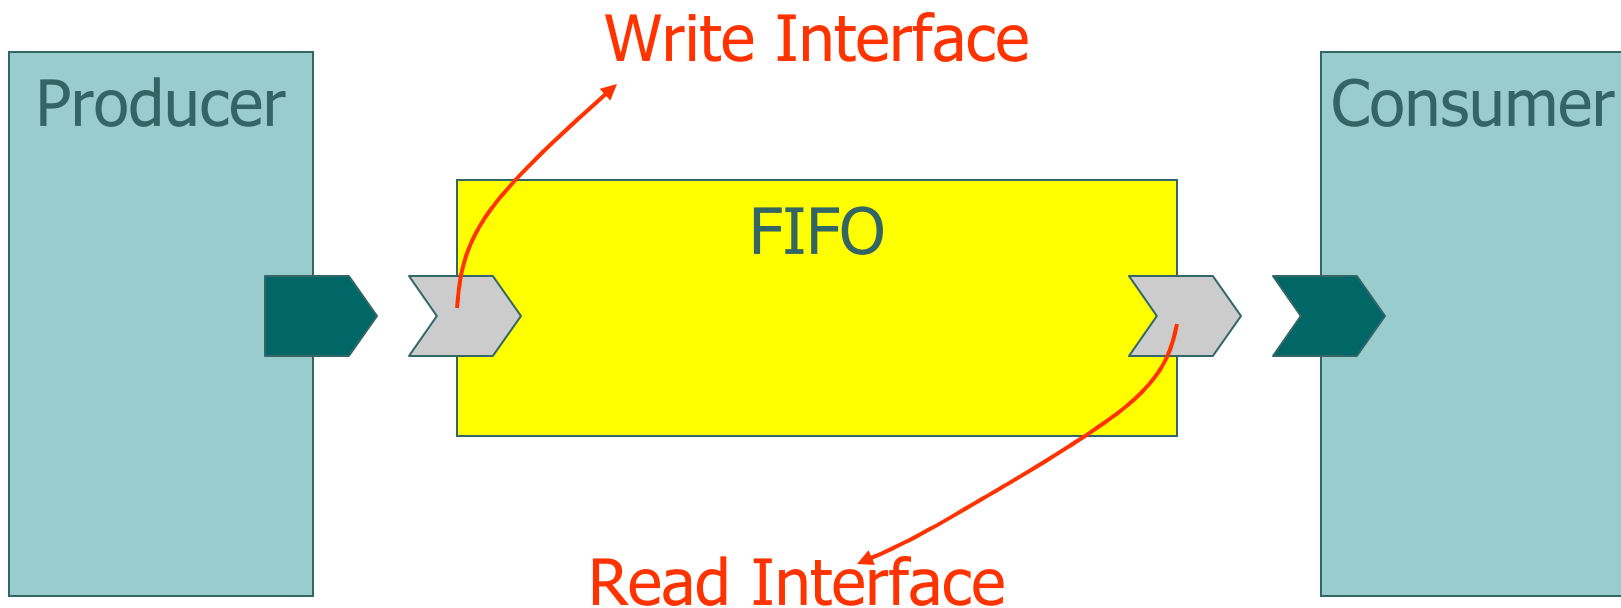 Write Interface
Producer
Consumer
FIFO
Read Interface